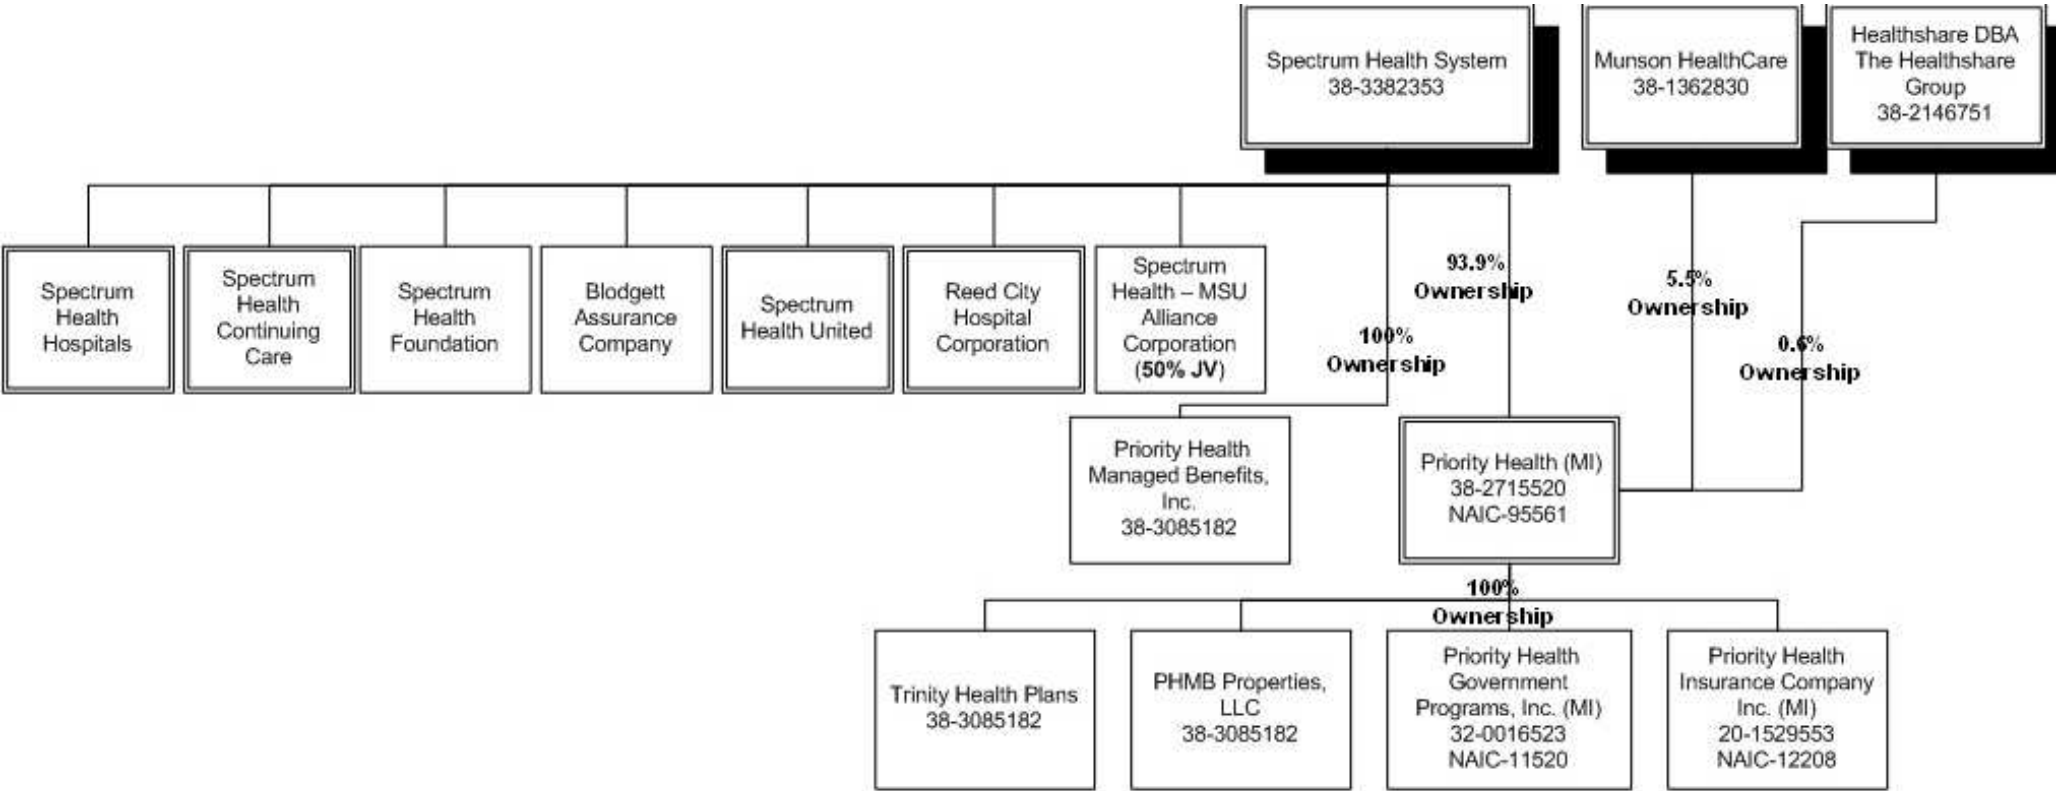 Spectrum Health System
38-3382353
Munson HealthCare
38-1362830
Healthshare DBA
The Healthshare
Group
38-2146751
Spectrum
Health
Hospitals
Spectrum
Health
Continuing
Care
Spectrum
Health
Foundation
Blodgett
Assurance
Company
Spectrum
Health United
Reed City
Hospital
Corporation
Spectrum
Health – MSU
Alliance
Corporation
(50% JV)
100%
Ownership
93.9%
Ownership
5.5%
Ownership
0.6%
Ownership
Priority Health
Managed Benefits,
Inc.
38-3085182
Priority Health (MI)
38-2715520
NAIC-95561
100%
Ownership
Trinity Health Plans
38-3085182
PHMB Properties,
LLC
38-3085182
Priority Health
Government
Programs, Inc. (MI)
32-0016523
NAIC-11520
Priority Health
Insurance Company
Inc. (MI)
20-1529553
NAIC-12208